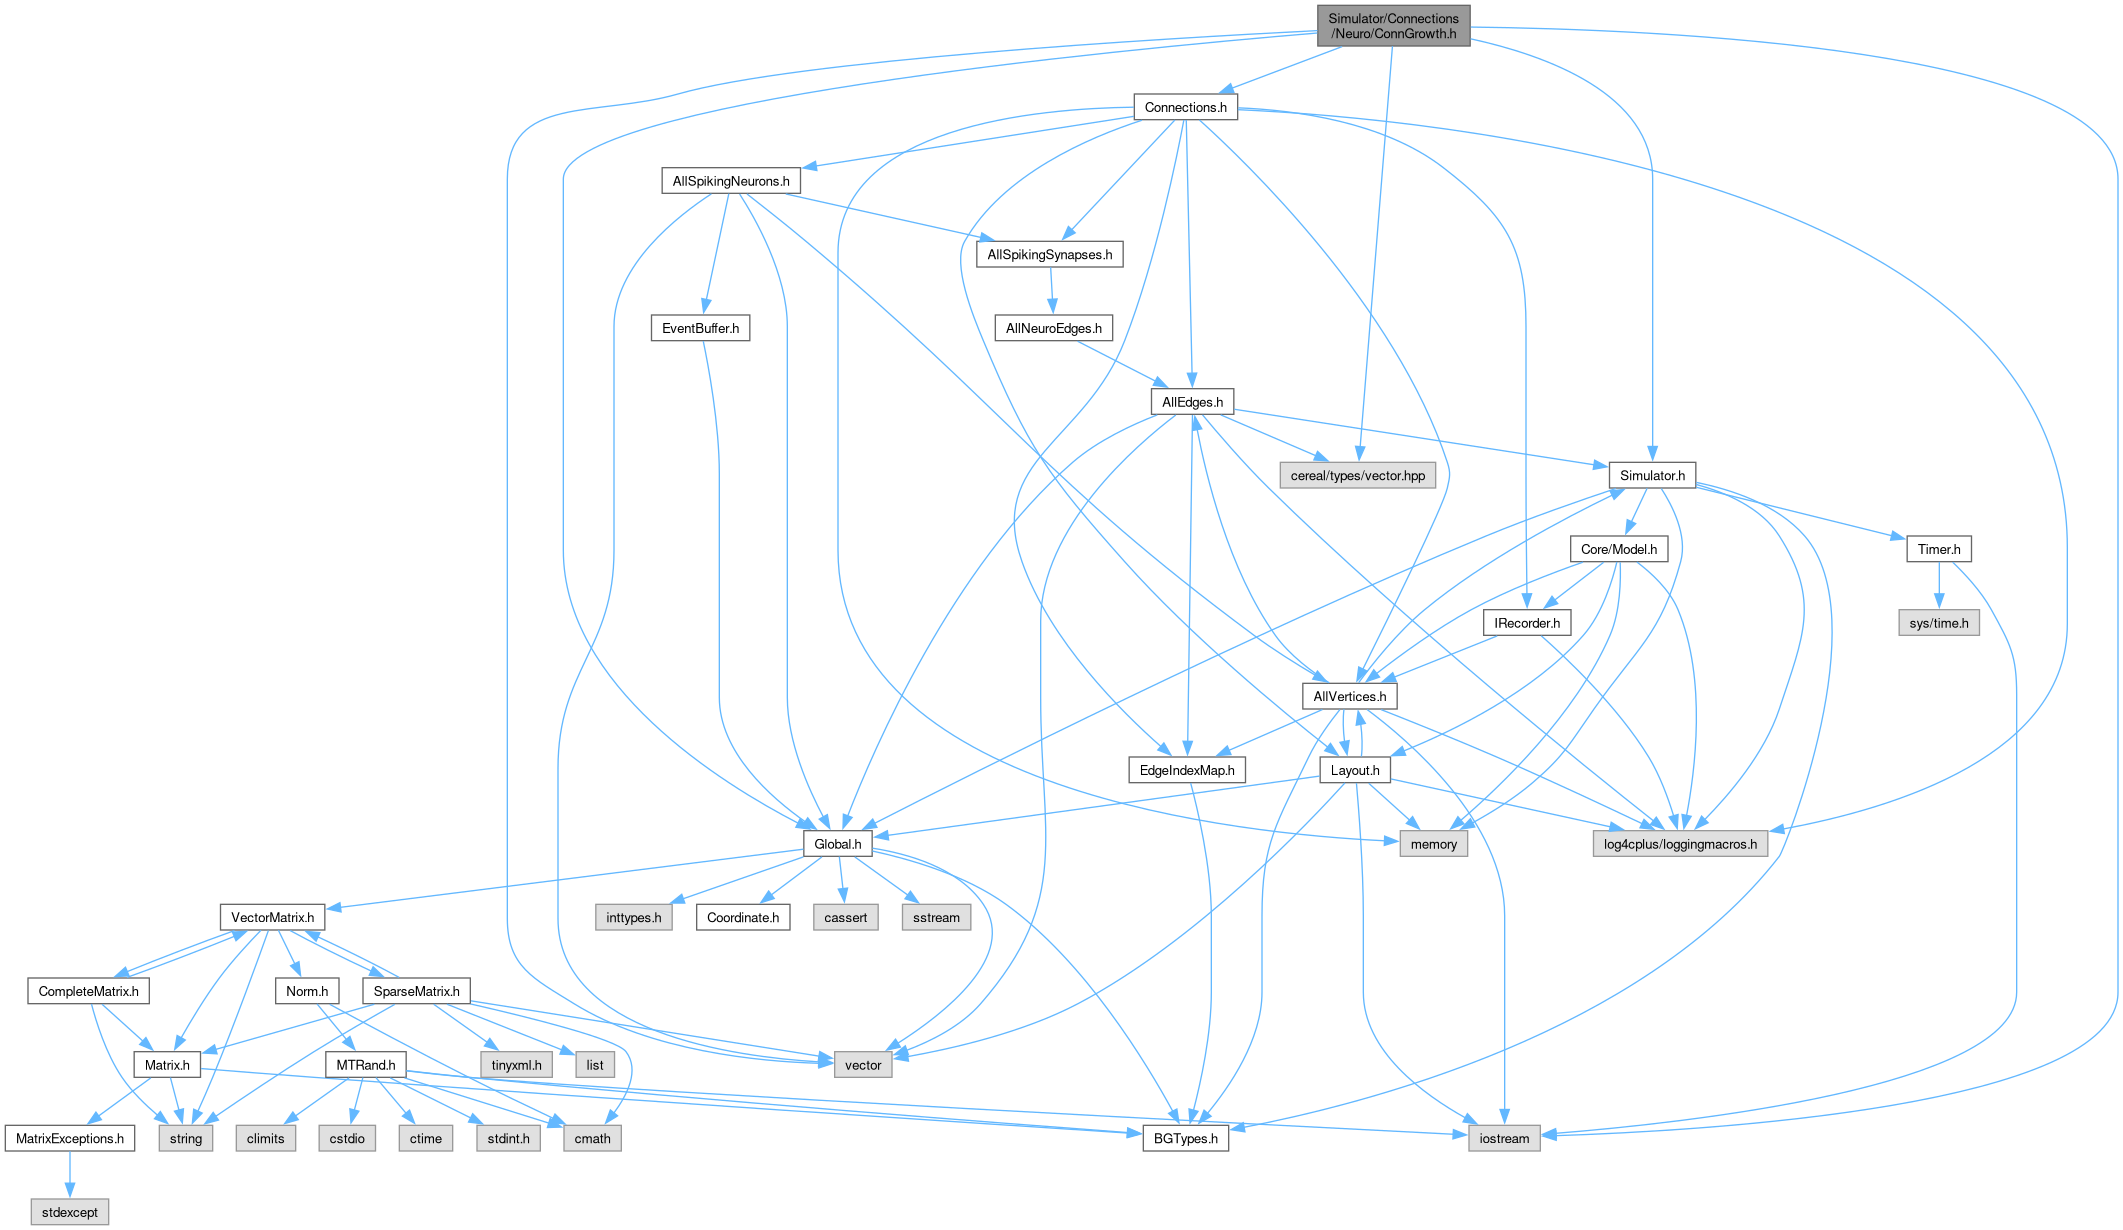 Simulator/Connections
/Neuro/ConnGrowth.h
Connections.h
AllSpikingNeurons.h
AllSpikingSynapses.h
EventBuffer.h
AllNeuroEdges.h
AllEdges.h
cereal/types/vector.hpp
Simulator.h
Core/Model.h
Timer.h
IRecorder.h
sys/time.h
AllVertices.h
EdgeIndexMap.h
Layout.h
Global.h
memory
log4cplus/loggingmacros.h
VectorMatrix.h
inttypes.h
Coordinate.h
cassert
sstream
CompleteMatrix.h
Norm.h
SparseMatrix.h
Matrix.h
MTRand.h
tinyxml.h
list
vector
MatrixExceptions.h
string
climits
cstdio
ctime
stdint.h
cmath
BGTypes.h
iostream
stdexcept